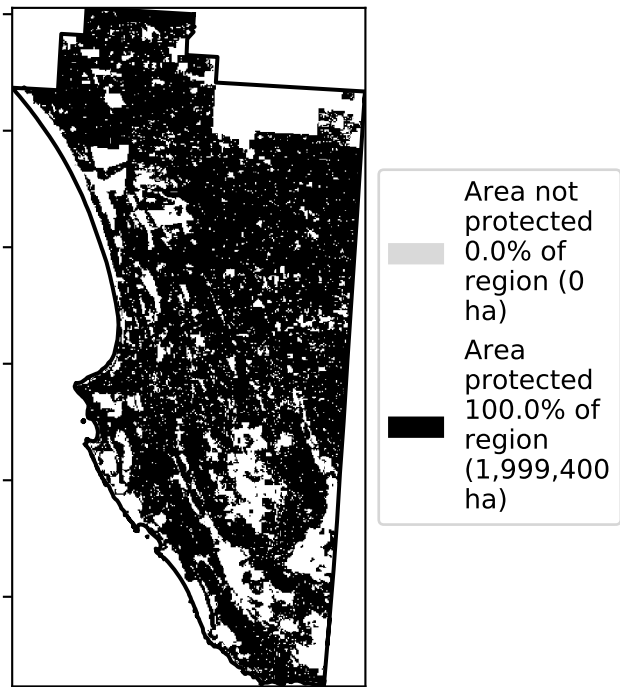 Area not
protected
0.0% of
region (0
ha)
Area
protected
100.0% of
region
(1,999,400
ha)